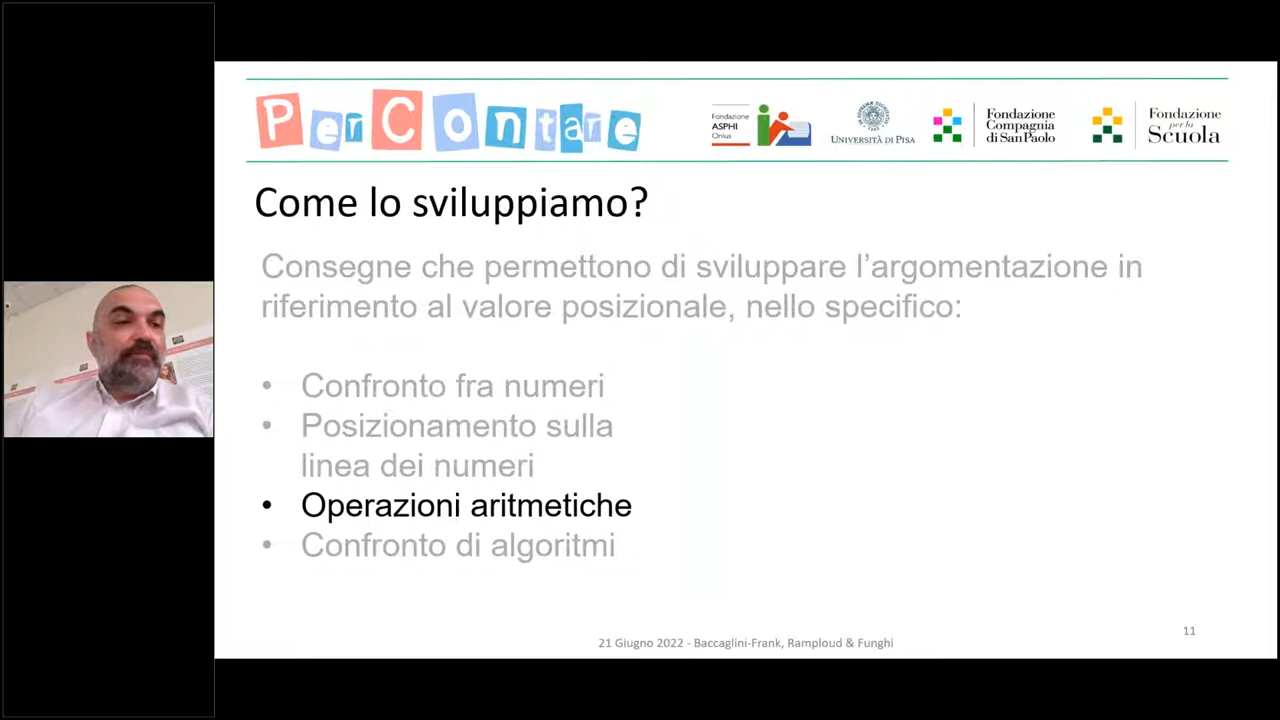 PerContare
Fondazione
ASPHI
Onlus
UNIVERSITÀ DI PISA
Fondazione
Compagnia
di San Paolo
Fondazione
per la
Scuola
Come lo sviluppiamo?
Consegne che permettono di sviluppare l’argomentazione in
riferimento al valore posizionale, nello specifico:
• Confronto fra numeri
• Posizionamento sulla
linea dei numeri
• Operazioni aritmetiche
• Confronto di algoritmi
21 Giugno 2022 - Baccaglini-Frank, Ramploud & Funghi
11